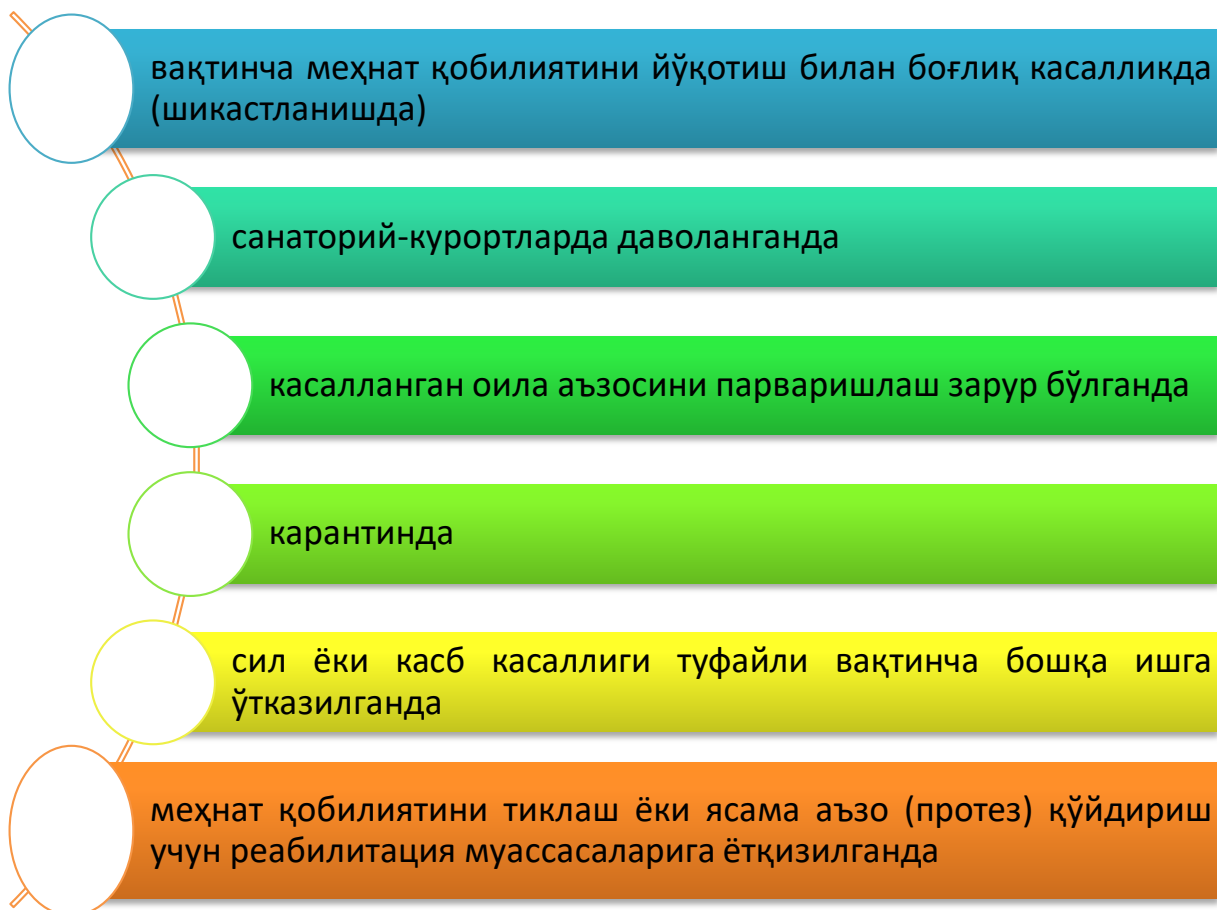 вақтинча меҳнат қобилиятини йўқотиш билан боғлиқ касалликда
(шикастланишда)
санаторий-курортларда даволанганда
касалланган оила аъзосини парваришлаш зарур бўлганда
карантинда
сил ёки касб касаллиги туфайли вақтинча бошқа ишга
ўтказилганда
меҳнат қобилиятини тиклаш ёки ясама аъзо (протез) қўйдириш
учун реабилитация муассасаларига ётқизилганда